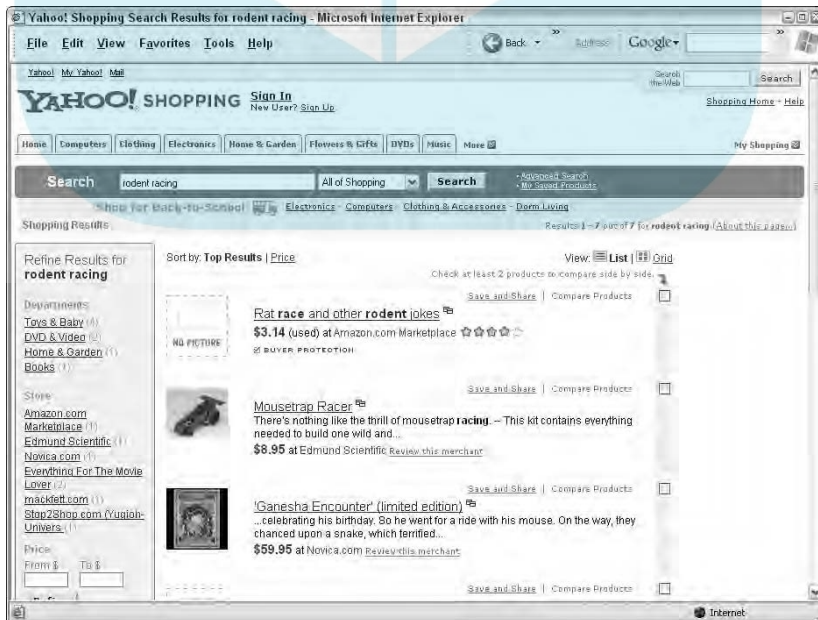 Yahoo! Shopping Search Results for rodent racing - Microsoft Internet Explorer
File Edit View Favorites Tools Help
Back » Address Google »
Yahoo! My Yahoo! Mail
Search the Web Search
YAHOO! SHOPPING Sign In
New User? Sign Up
Shopping Home - Help
Home Computers Clothing Electronics Home & Garden Flowers & Gifts DVDs Music More My Shopping
Search rodent racing All of Shopping Search
• Advanced Search
• My Saved Products
Shop for Back-to-School Electronics - Computers - Clothing & Accessories - Dorm Living
Shopping Results
Results 1 - 7 out of 7 for rodent racing (About this page...)
Refine Results for
rodent racing
Departments
Toys & Baby
DVD & Video
Home & Garden (1)
Books (1)
Store
Amazon.com
Marketplace (1)
Edmund Scientific (1)
Novica.com (1)
Everything For The Movie
Lover (2)
mackfett.com (1)
Stop2Shop.com (Yugioh-
Univers (1)
Price
From $ To $
Sort by: Top Results | Price
View: List | Grid
Check at least 2 products to compare side by side.
Save and Share | Compare Products
NO PICTURE
Rat race and other rodent jokes
$3.14 (used) at Amazon.com Marketplace
BUYER PROTECTION
Save and Share | Compare Products
Mousetrap Racer
There's nothing like the thrill of mousetrap racing. -- This kit contains everything
needed to build one wild and...
$8.95 at Edmund Scientific Review this merchant
Save and Share | Compare Products
'Ganesha Encounter' (limited edition)
...celebrating his birthday. So he went for a ride with his mouse. On the way, they
chanced upon a snake, which terrified...
$59.95 at Novica.com Review this merchant
Save and Share | Compare Products
Internet